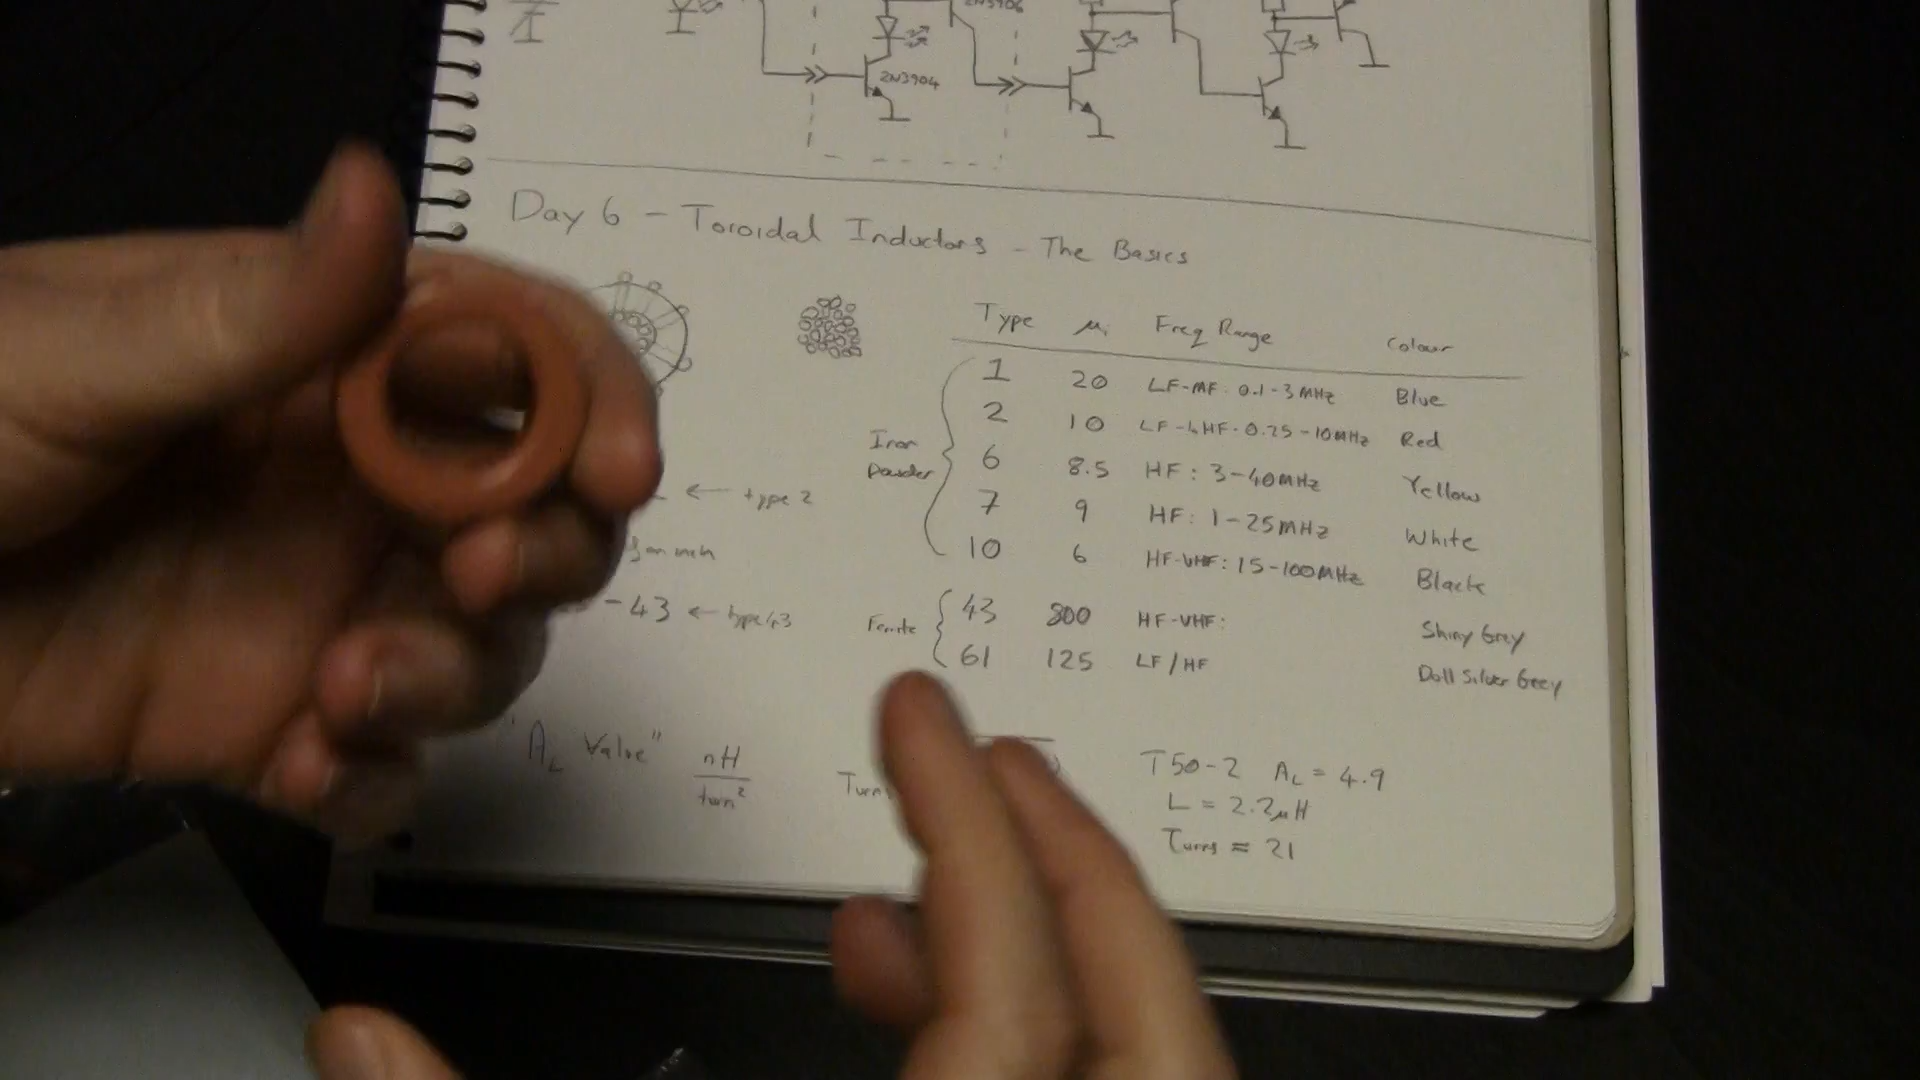 2N3906
2N3904
Day 6 - Toroidal Inductors - The Basics
Type μi Freq Range Colour
Iron Powder
1 20 LF-MF: 0.1-3MHz Blue
2 10 LF-HF: 0.25-10MHz Red
6 8.5 HF: 3-40MHz Yellow
7 9 HF: 1-25MHz White
10 6 HF-VHF: 15-100MHz Black
Ferrite
43 800 HF-VHF: Shiny Grey
61 125 LF/HF Dull Silver Grey
← type 2
an inch
-43 ← type 43
"AL Value" nH
turn²
Turns
T50-2 AL = 4.9
L = 2.2μH
Turns ≈ 21